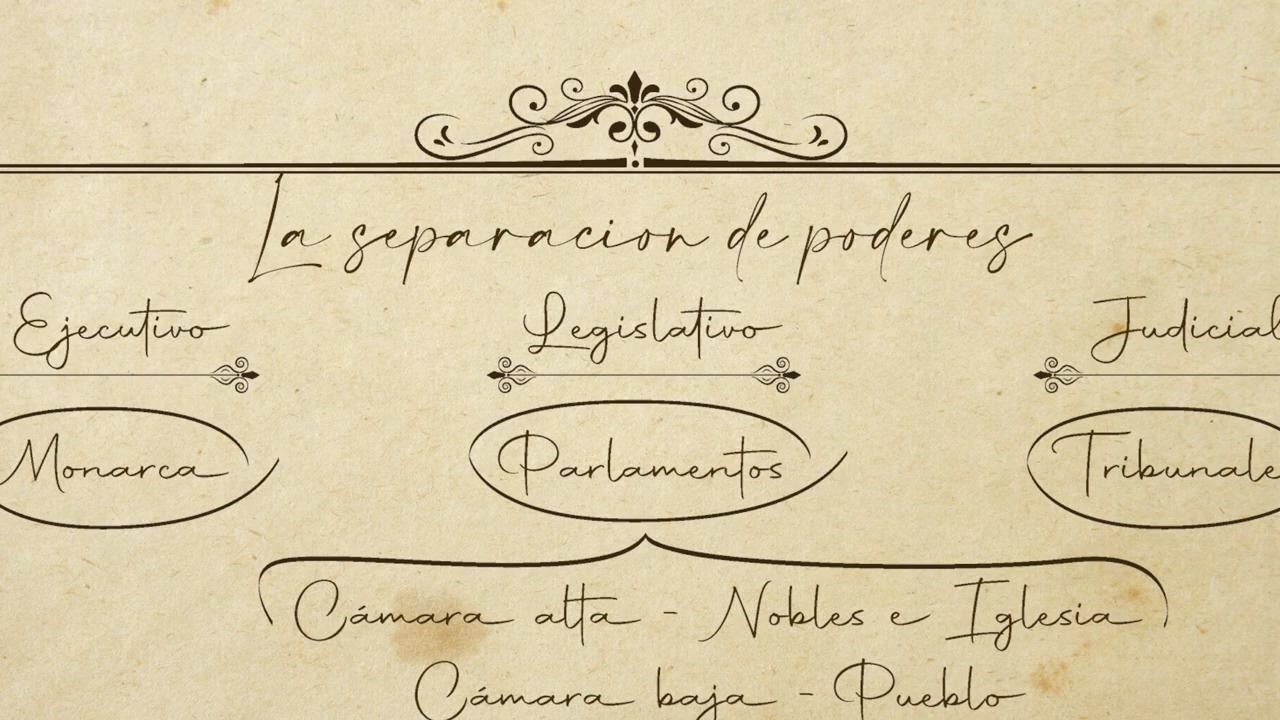 La separacion de poderes
Ejecutivo Legislativo Judicial
Monarca Parlamentos Tribunale
Cámara alta - Nobles e Iglesia
Cámara baja - Pueblo